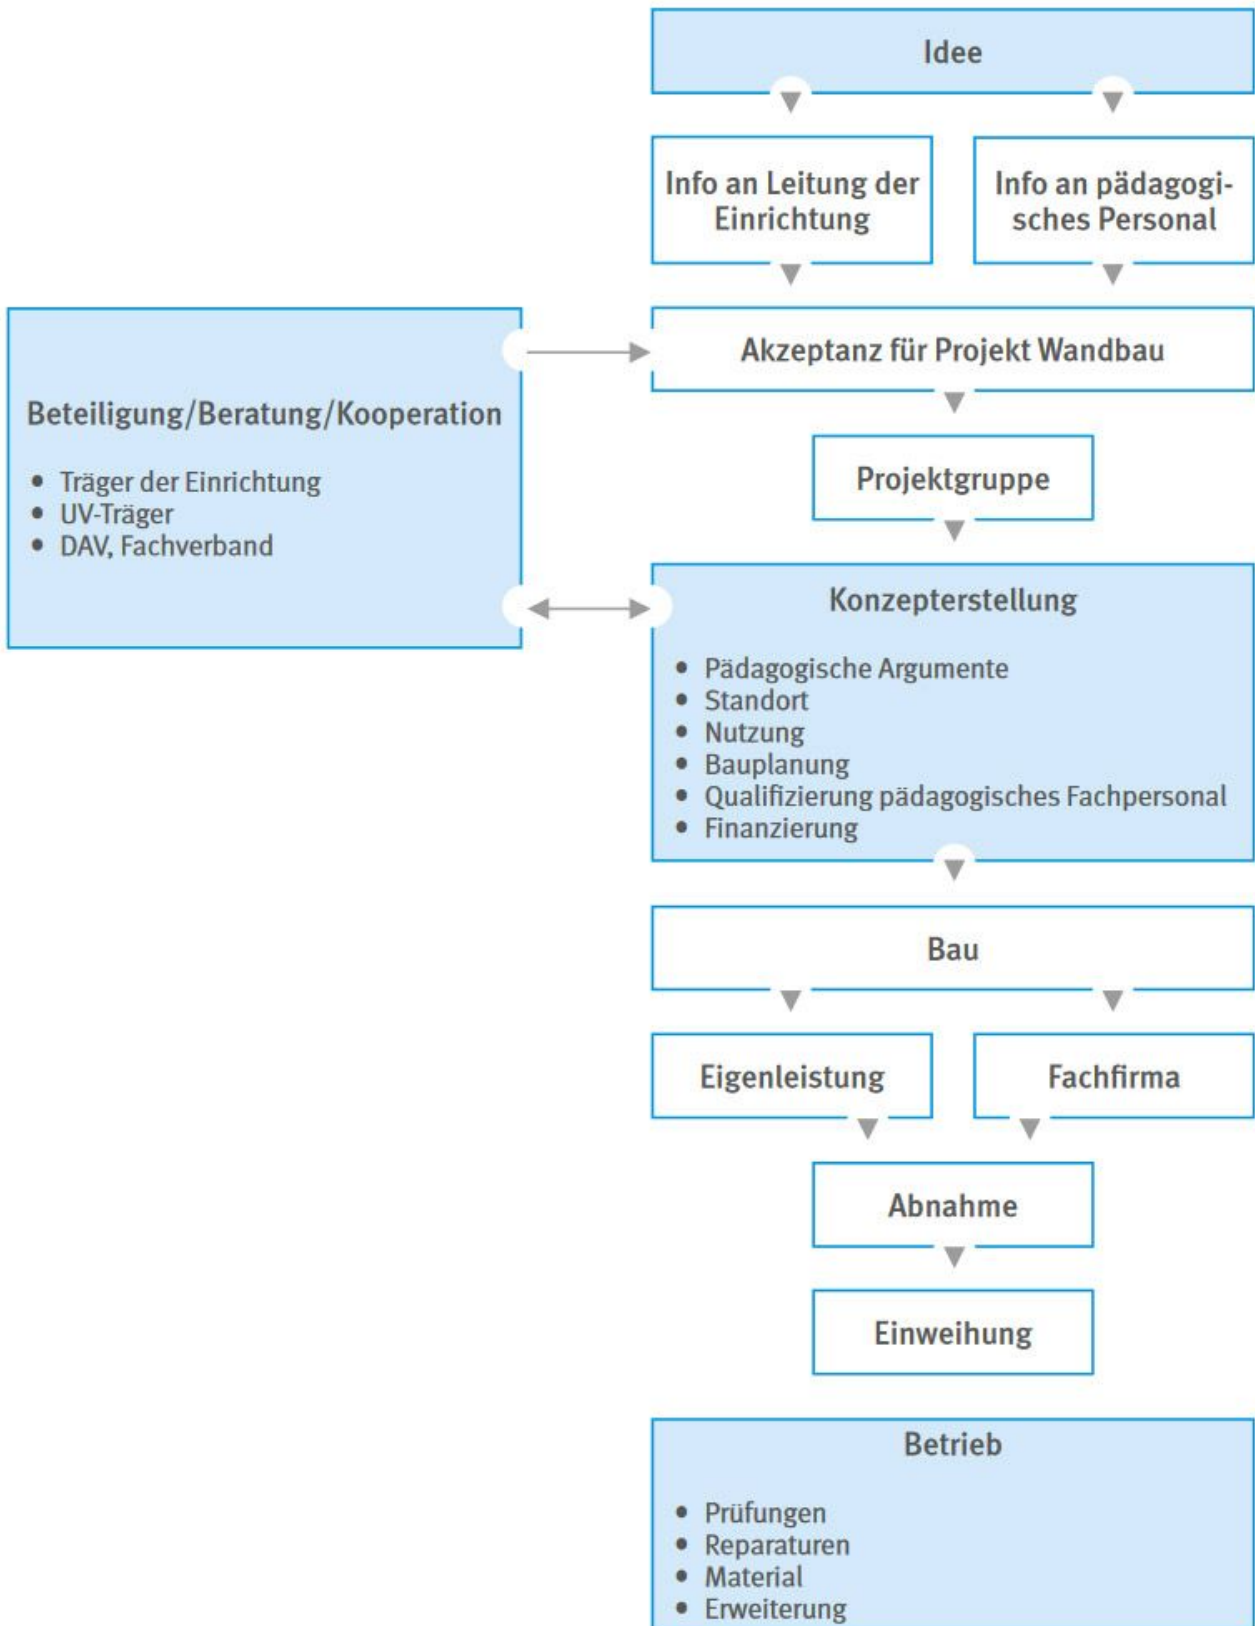 Idee
Info an Leitung der
Einrichtung
Info an pädagogi-
sches Personal
Akzeptanz für Projekt Wandbau
Beteiligung/Beratung/Kooperation
• Träger der Einrichtung
• UV-Träger
• DAV, Fachverband
Projektgruppe
Konzepterstellung
• Pädagogische Argumente
• Standort
• Nutzung
• Bauplanung
• Qualifizierung pädagogisches Fachpersonal
• Finanzierung
Bau
Eigenleistung
Fachfirma
Abnahme
Einweihung
Betrieb
• Prüfungen
• Reparaturen
• Material
• Erweiterung